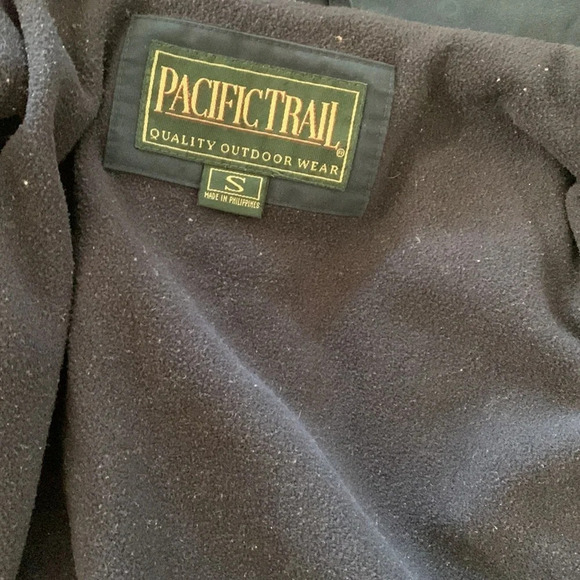 PACIFIC TRAIL®
QUALITY OUTDOOR WEAR
S
MADE IN PHILIPPINES